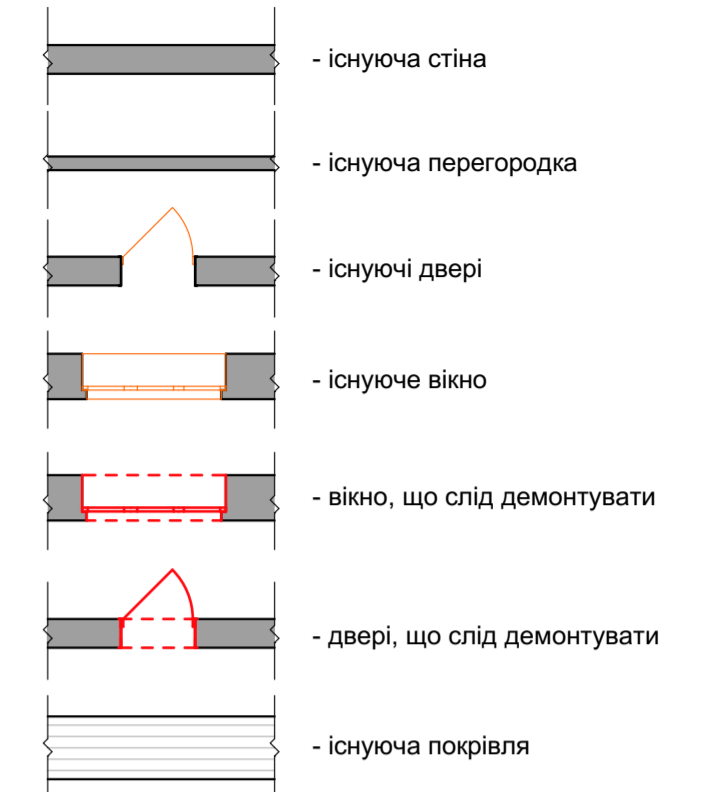 - існуюча стіна
- існуюча перегородка
- існуючі двері
- існуюче вікно
- вікно, що слід демонтувати
- двері, що слід демонтувати
- існуюча покрівля